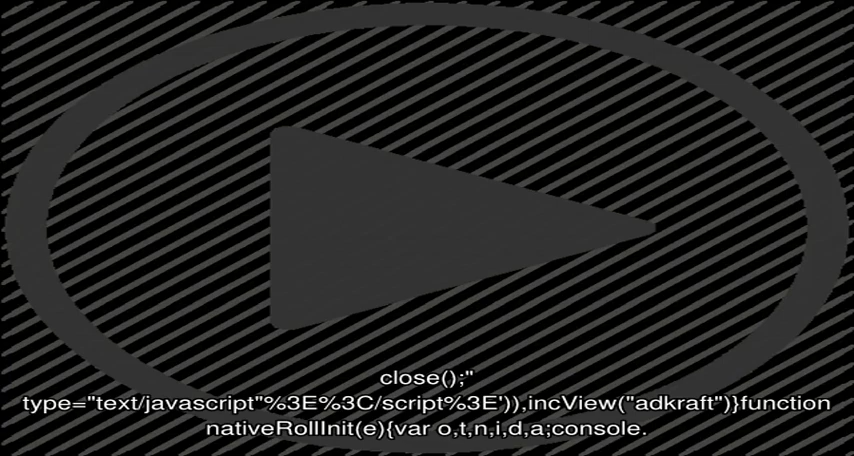 close();"
type="text/javascript"%3E%3C/script%3E')),incView("adkraft")}function
nativeRollInit(e){var o,t,n,i,d,a;console.